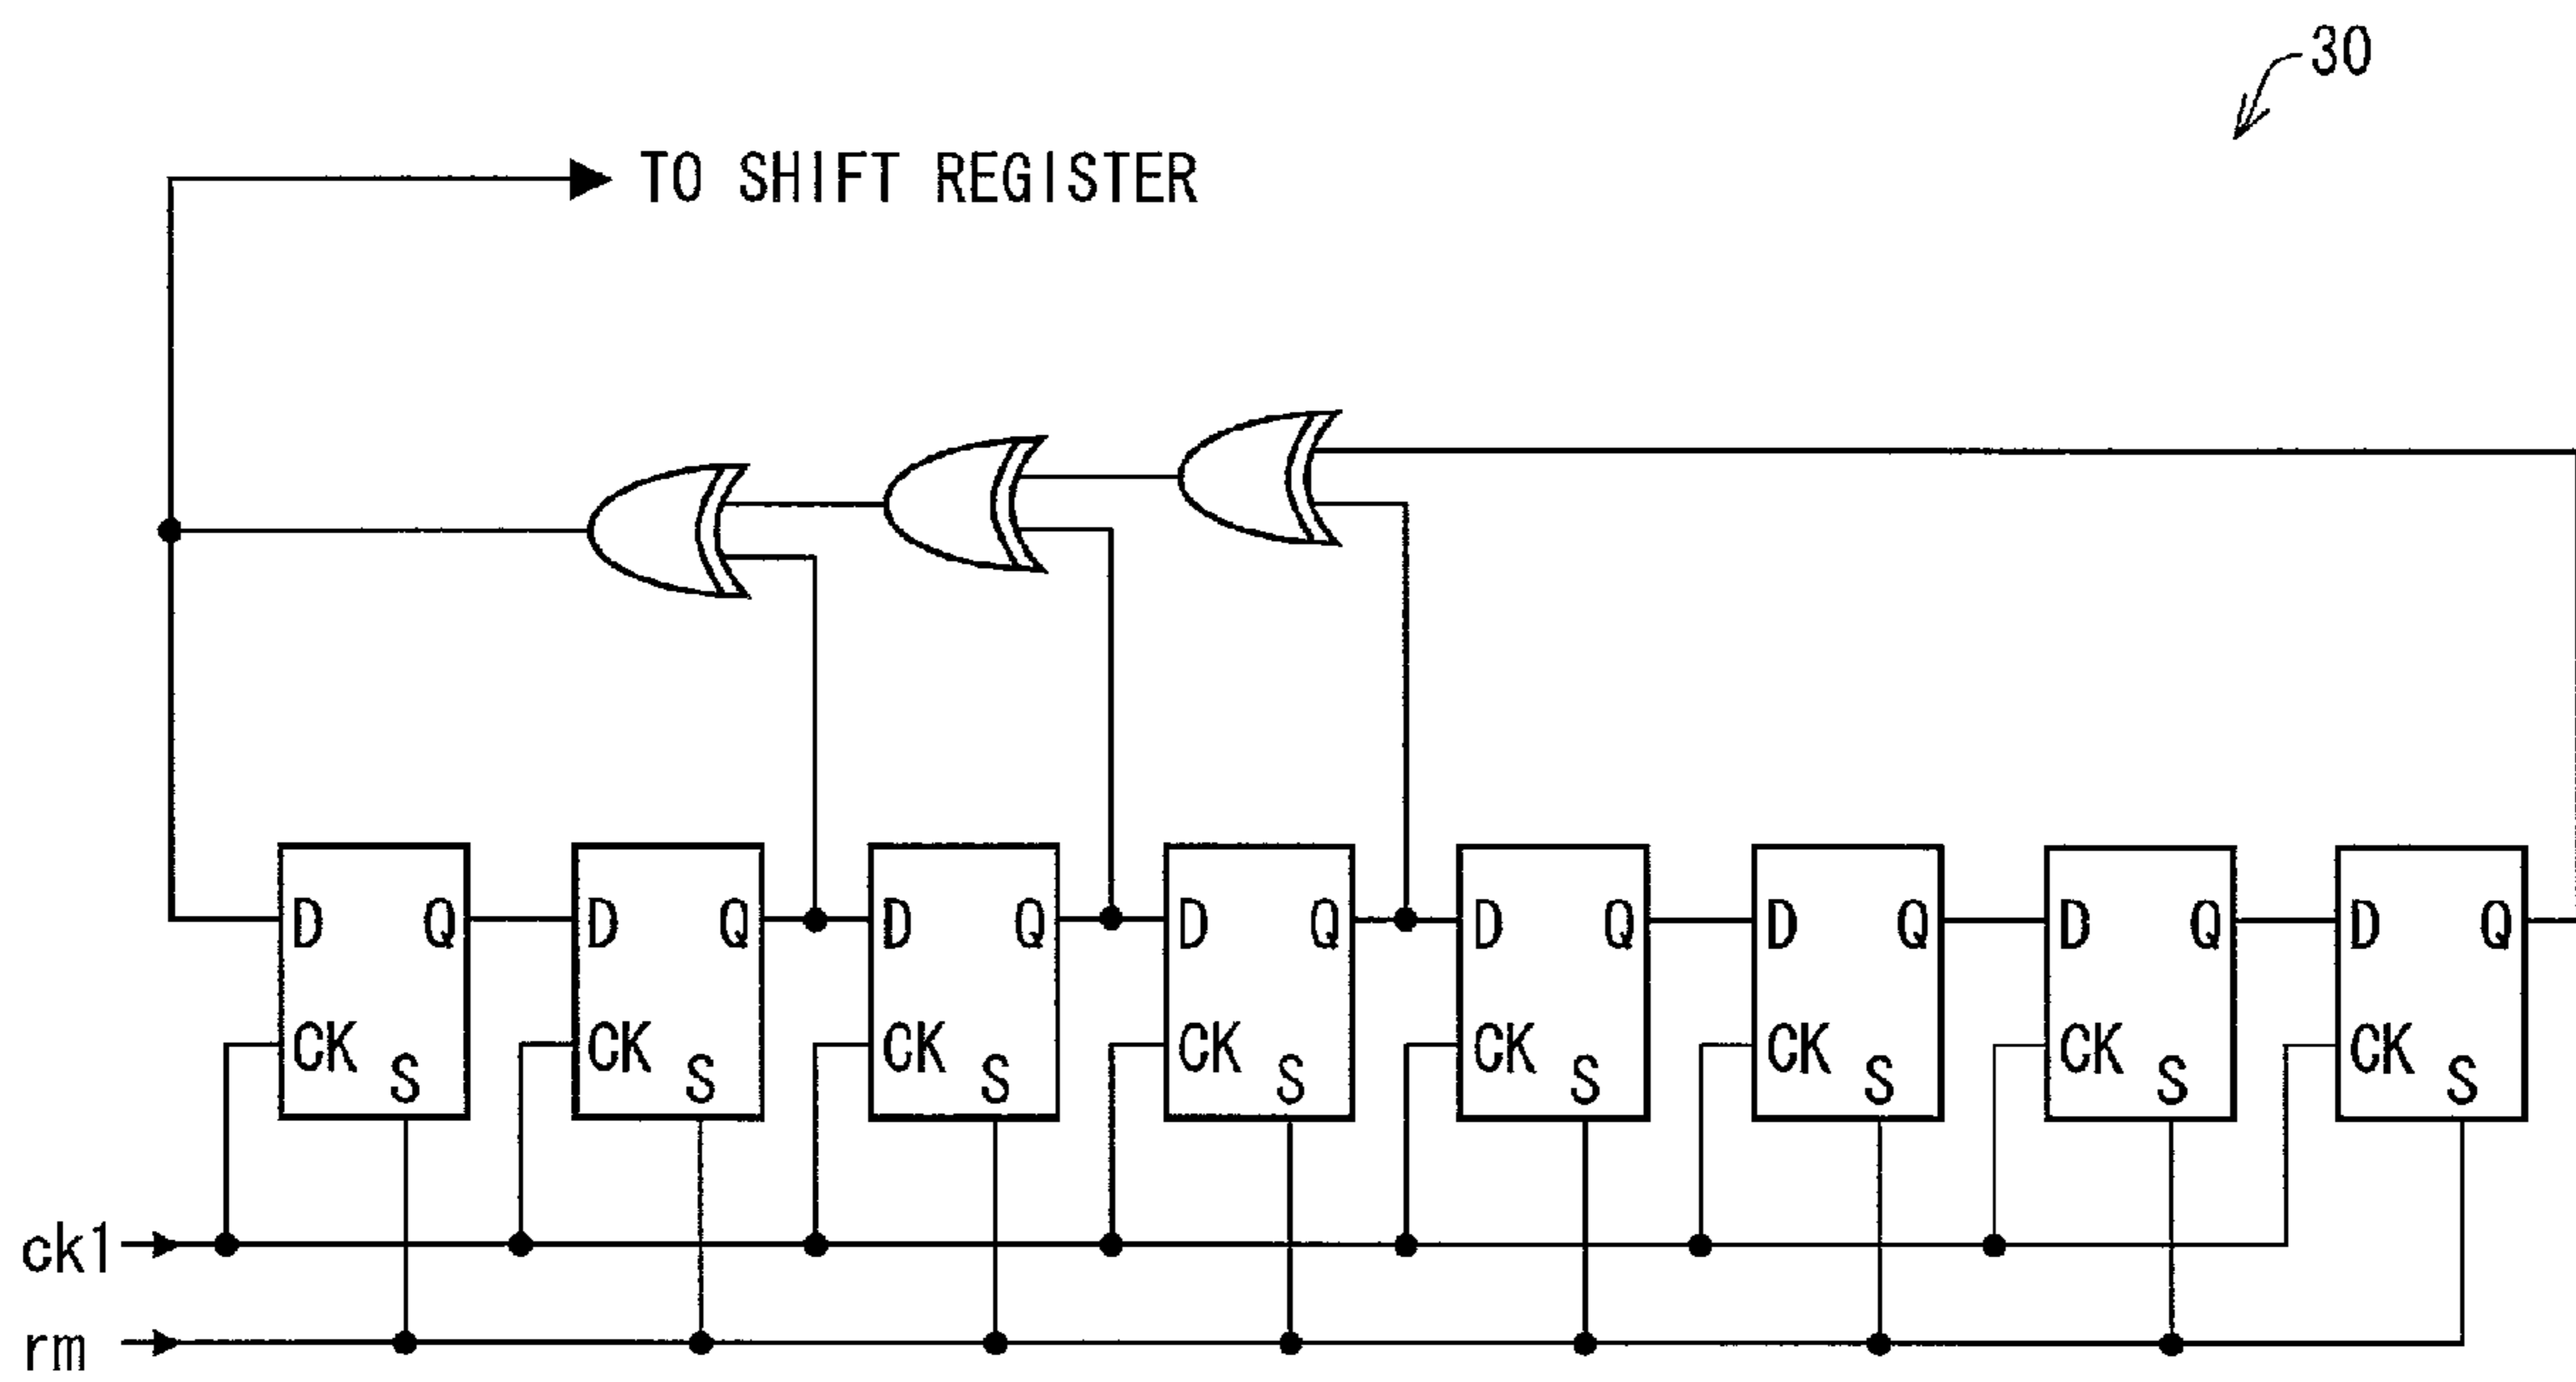 30
TO SHIFT REGISTER
D Q D Q D Q D Q D Q D Q D Q D Q
CK CK CK CK CK CK CK CK
S S S S S S S S
ck1
rm